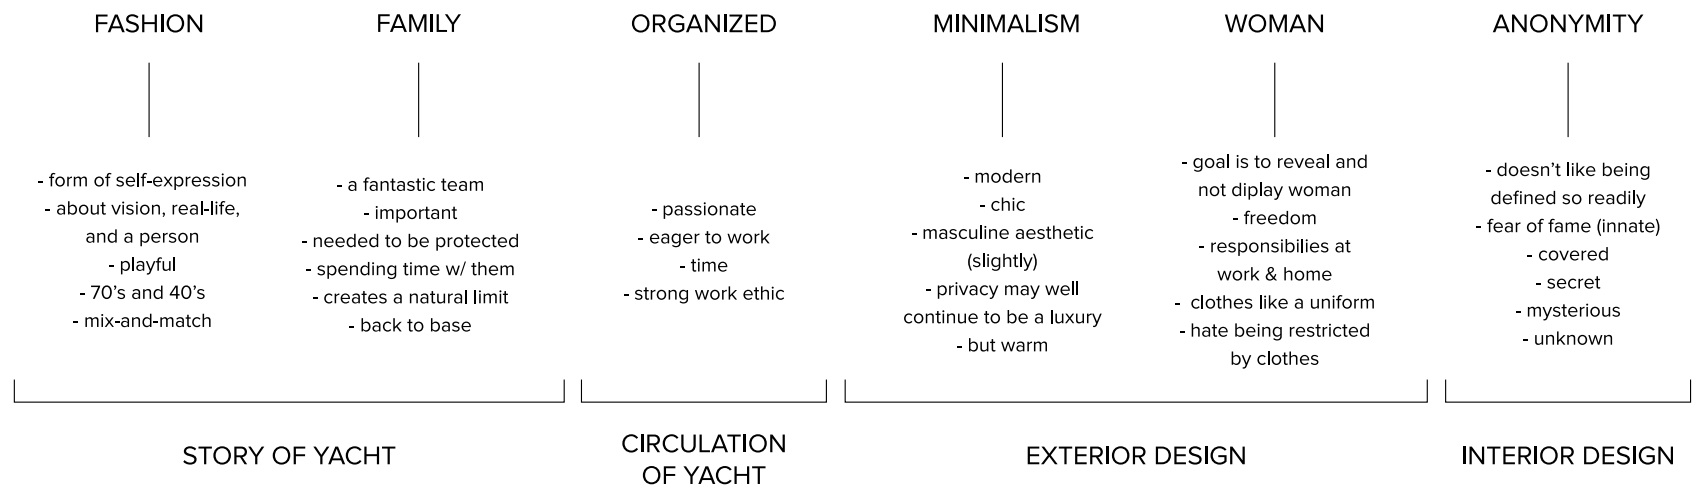 FASHION
- form of self-expression
- about vision, real-life,
and a person
- playful
- 70's and 40's
- mix-and-match
FAMILY
- a fantastic team
- important
- needed to be protected
- spending time w/ them
- creates a natural limit
- back to base
STORY OF YACHT
ORGANIZED
- passionate
- eager to work
- time
- strong work ethic
CIRCULATION
OF YACHT
MINIMALISM
- modern
- chic
- masculine aesthetic
(slightly)
- privacy may well
continue to be a luxury
- but warm
WOMAN
- goal is to reveal and
not diplay woman
- freedom
- responsibilies at
work & home
- clothes like a uniform
- hate being restricted
by clothes
EXTERIOR DESIGN
ANONYMITY
- doesn't like being
defined so readily
- fear of fame (innate)
- covered
- secret
- mysterious
- unknown
INTERIOR DESIGN